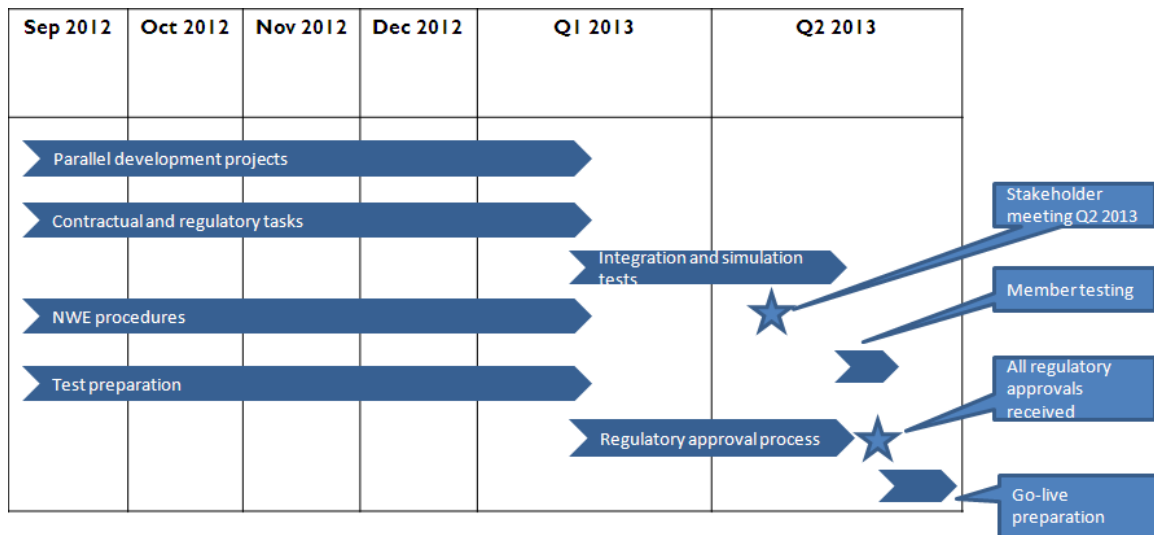 Sep 2012 Oct 2012 Nov 2012 Dec 2012 Q1 2013 Q2 2013
Parallel development projects
Contractual and regulatory tasks
Stakeholder
meeting Q2 2013
Integration and simulation
tests
Member testing
NWE procedures
Test preparation
All regulatory
approvals
received
Regulatory approval process
Go-live
preparation